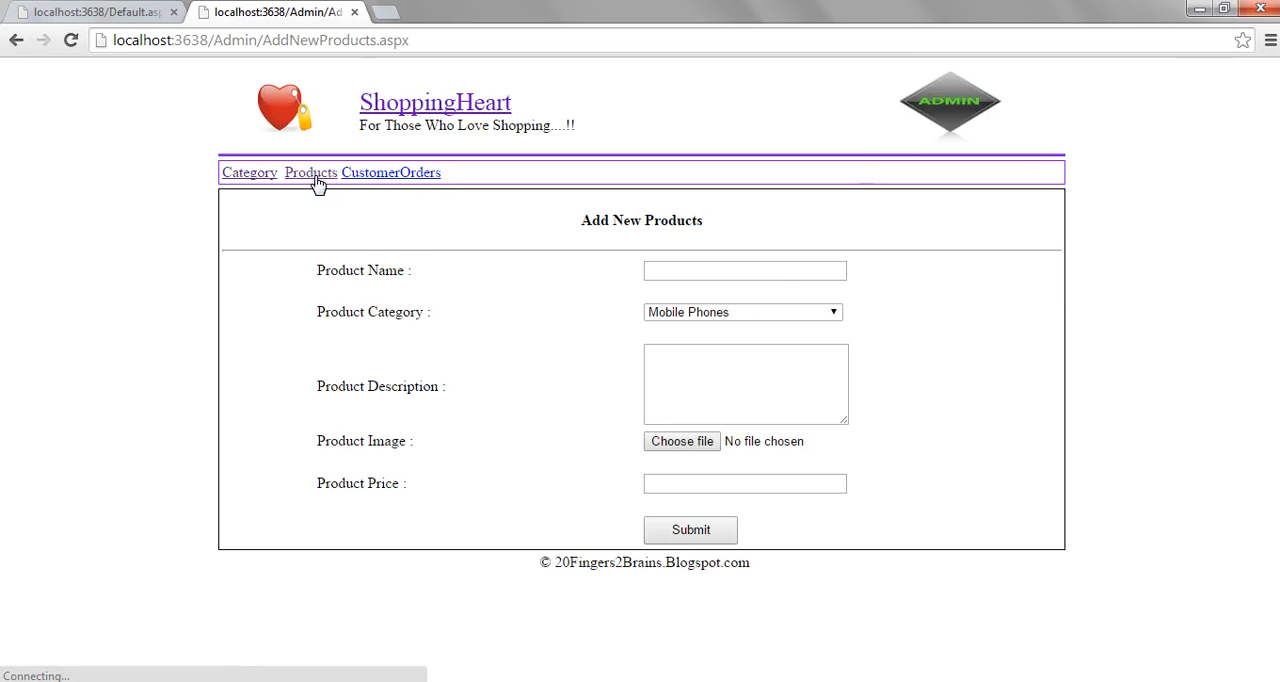 localhost:3638/Default.asp
localhost:3638/Admin/Ad
localhost:3638/Admin/AddNewProducts.aspx
ShoppingHeart
For Those Who Love Shopping....!!
ADMIN
Category Products CustomerOrders
Add New Products
Product Name :
Product Category :
Mobile Phones
Product Description :
Product Image :
Choose file No file chosen
Product Price :
Submit
© 20Fingers2Brains.Blogspot.com
Connecting...